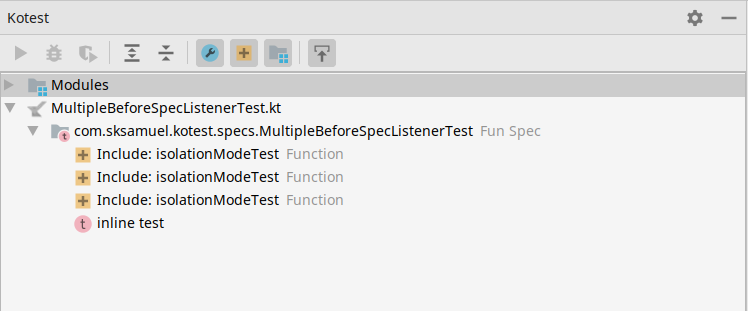 Kotest
Modules
MultipleBeforeSpecListenerTest.kt
com.sksamuel.kotest.specs.MultipleBeforeSpecListenerTest Fun Spec
Include: isolationModeTest Function
Include: isolationModeTest Function
Include: isolationModeTest Function
t inline test